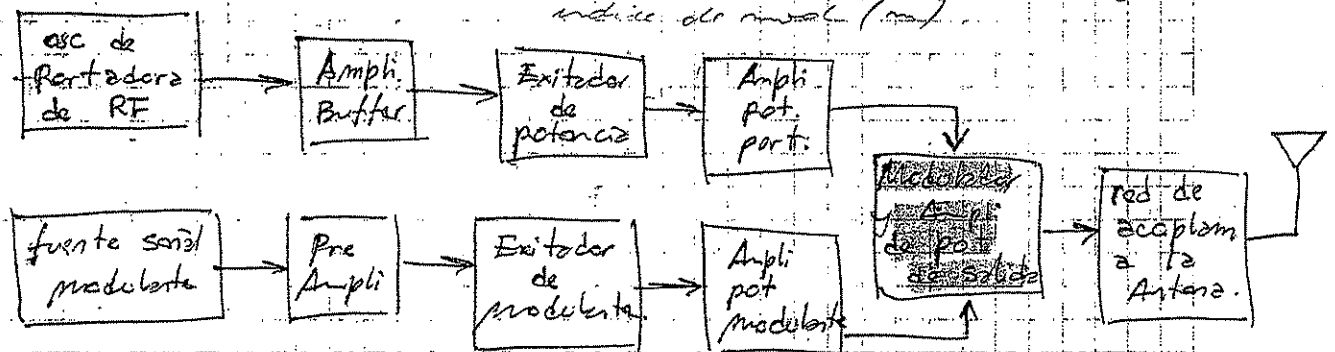 indice de modul (m)
osc de
Portadora
de RF
Ampli.
Buffer
Exitador
de
potencia
Ampli
pot.
port.
Modulador
y Ampli
de pot
de salida
red de
acoplam
a la
Antena.
fuente señal
modulante
Pre
Ampli
Exitador
de
modulante.
Ampli
pot
modulante